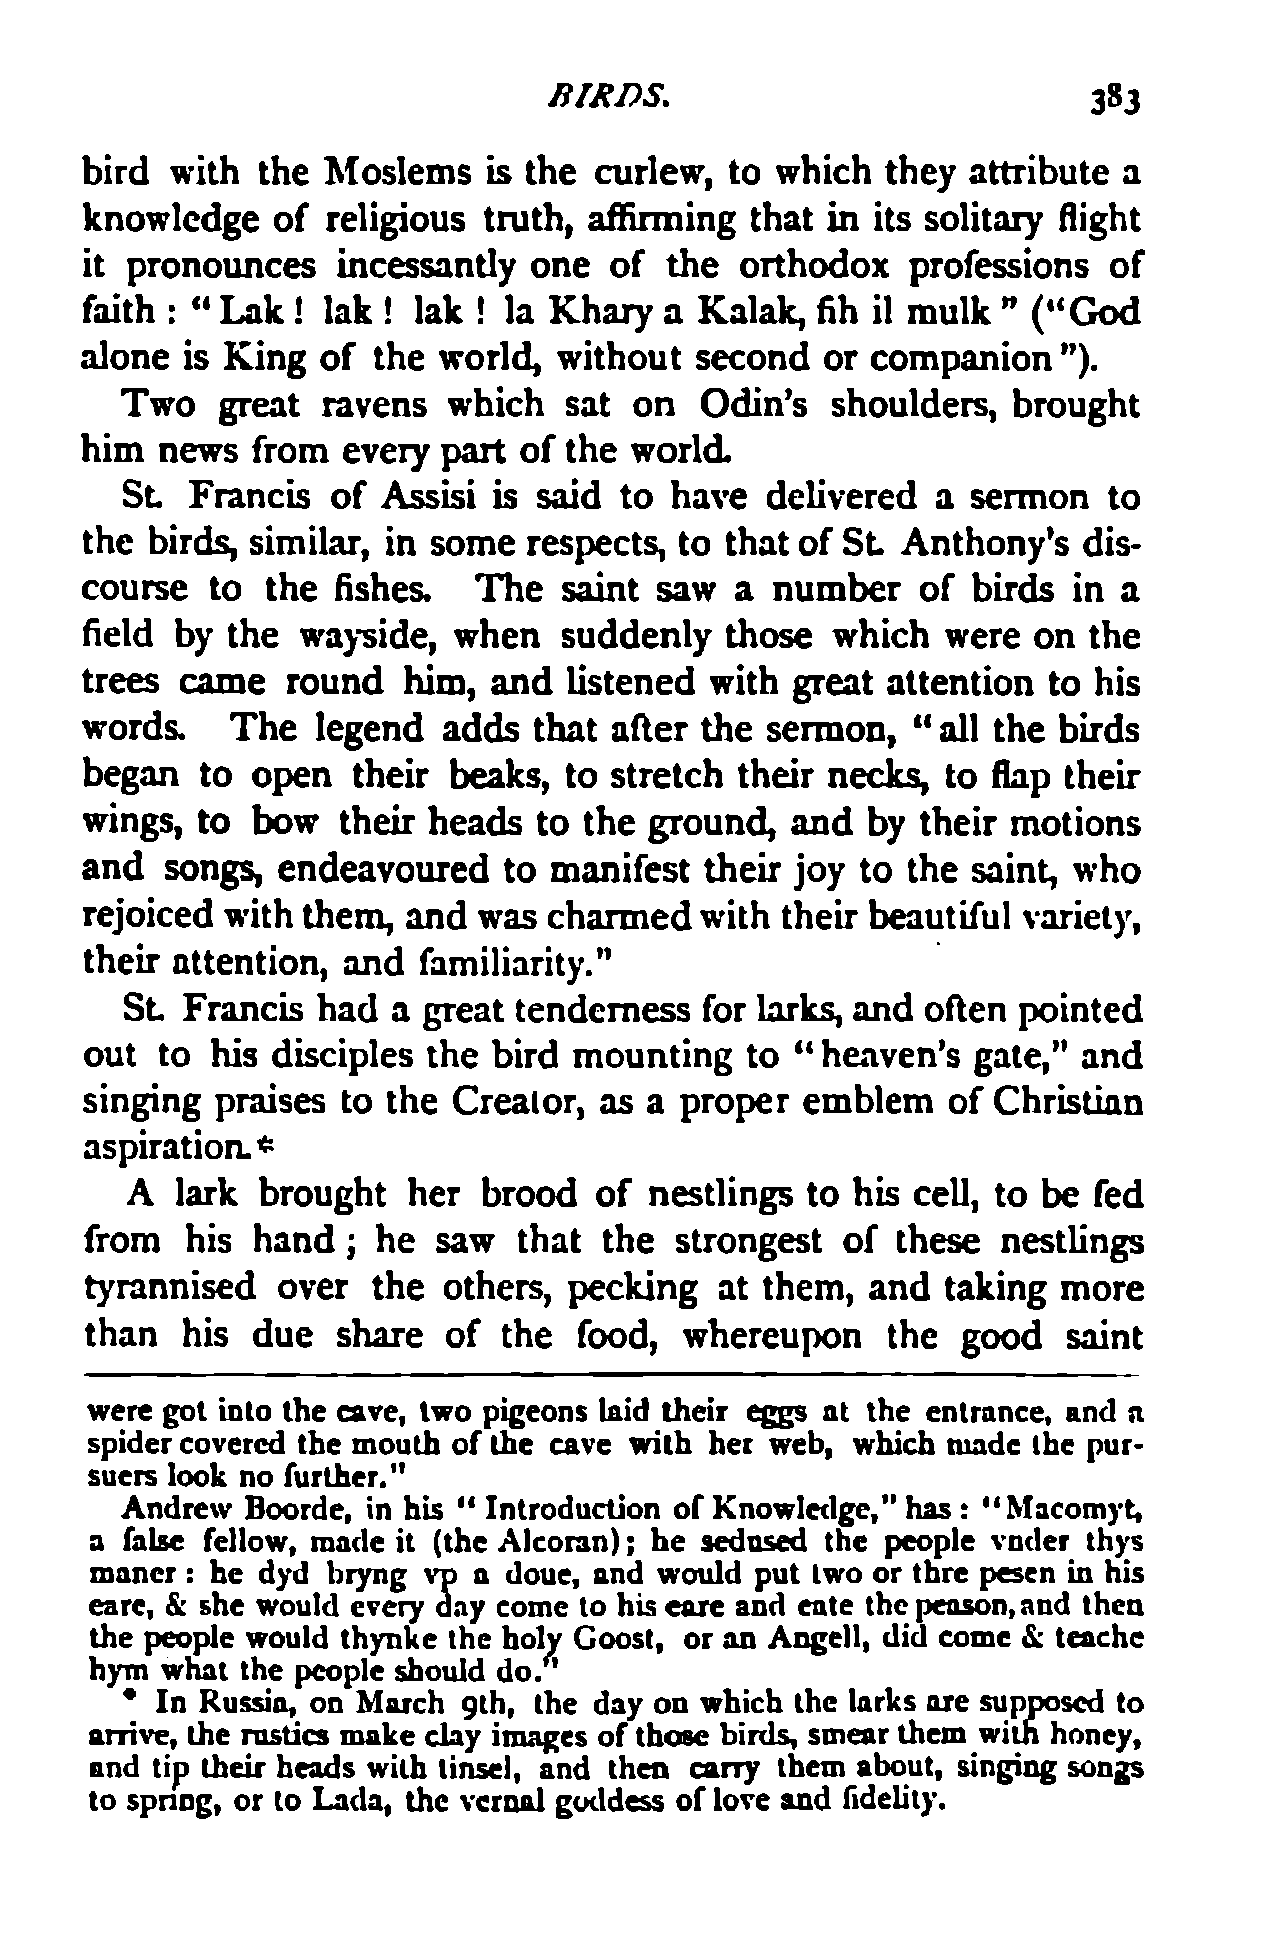 BIRDS. 383
bird with the Moslems is the curlew, to which they attribute a
knowledge of religious truth, affirming that in its solitary flight
it pronounces incessantly one of the orthodox professions of
faith : “ Lak ! lak ! lak ! la Khary a Kalak, fih il mulk ” (“God
alone is King of the world, without second or companion ”).
Two great ravens which sat on Odin’s shoulders, brought
him news from every part of the world.
St. Francis of Assisi is said to have delivered a sermon to
the birds, similar, in some respects, to that of St. Anthony’s dis-
course to the fishes. The saint saw a number of birds in a
field by the wayside, when suddenly those which were on the
trees came round him, and listened with great attention to his
words. The legend adds that after the sermon, “ all the birds
began to open their beaks, to stretch their necks, to flap their
wings, to bow their heads to the ground, and by their motions
and songs, endeavoured to manifest their joy to the saint, who
rejoiced with them, and was charmed with their beautiful variety,
their attention, and familiarity.”
St. Francis had a great tenderness for larks, and often pointed
out to his disciples the bird mounting to “ heaven’s gate,” and
singing praises to the Creator, as a proper emblem of Christian
aspiration.*
A lark brought her brood of nestlings to his cell, to be fed
from his hand ; he saw that the strongest of these nestlings
tyrannised over the others, pecking at them, and taking more
than his due share of the food, whereupon the good saint
were got into the cave, two pigeons laid their eggs at the entrance, and a
spider covered the mouth of the cave with her web, which made the pur-
suers look no further.”
Andrew Boorde, in his “ Introduction of Knowledge,” has : “Macomyt,
a false fellow, made it (the Alcoran); he sedused the people vnder thys
maner : he dyd bryng vp a doue, and would put two or thre pesen in his
eare, & she would every day come to his eare and eate the peason, and then
the people would thynke the holy Goost, or an Angell, did come & teache
hym what the people should do.”
* In Russia, on March 9th, the day on which the larks are supposed to
arrive, the rustics make clay images of those birds, smear them with honey,
and tip their heads with tinsel, and then carry them about, singing songs
to spring, or to Lada, the vernal goddess of love and fidelity.